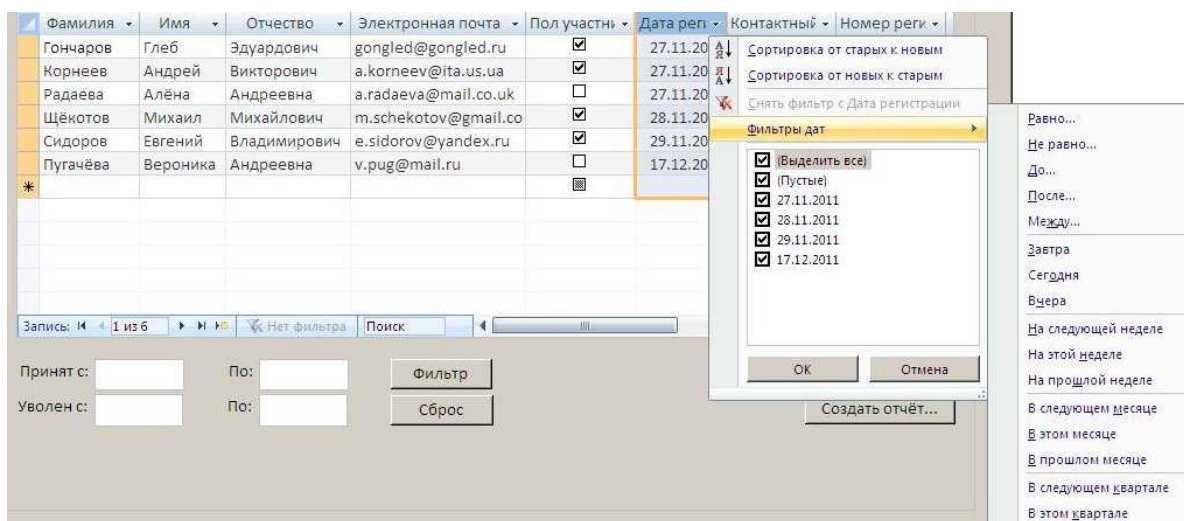 Фамилия Имя Отчество Электронная почта Пол участни Дата реги Контактный Номер реги
Гончаров Глеб Эдуардович gongled@gongled.ru 27.11.20
Корнеев Андрей Викторович a.korneev@ita.us.ua 27.11.20
Радаева Алёна Андреевна a.radaeva@mail.co.uk 27.11.20
Щёкотов Михаил Михайлович m.schekotov@gmail.co 28.11.20
Сидоров Евгений Владимирович e.sidorov@yandex.ru 29.11.20
Пугачёва Вероника Андреевна v.pug@mail.ru 17.12.20
Запись: 1 из 6 Нет фильтра Поиск
Принят с: По: Фильтр
Уволен с: По: Сброс Создать отчёт...
Сортировка от старых к новым
Сортировка от новых к старым
Снять фильтр с Дата регистрации
Фильтры дат
(Выделить все)
(Пустые)
27.11.2011
28.11.2011
29.11.2011
17.12.2011
ОК Отмена
Равно...
Не равно...
До...
После...
Между...
Завтра
Сегодня
Вчера
На следующей неделе
На этой неделе
На прошлой неделе
В следующем месяце
В этом месяце
В прошлом месяце
В следующем квартале
В этом квартале